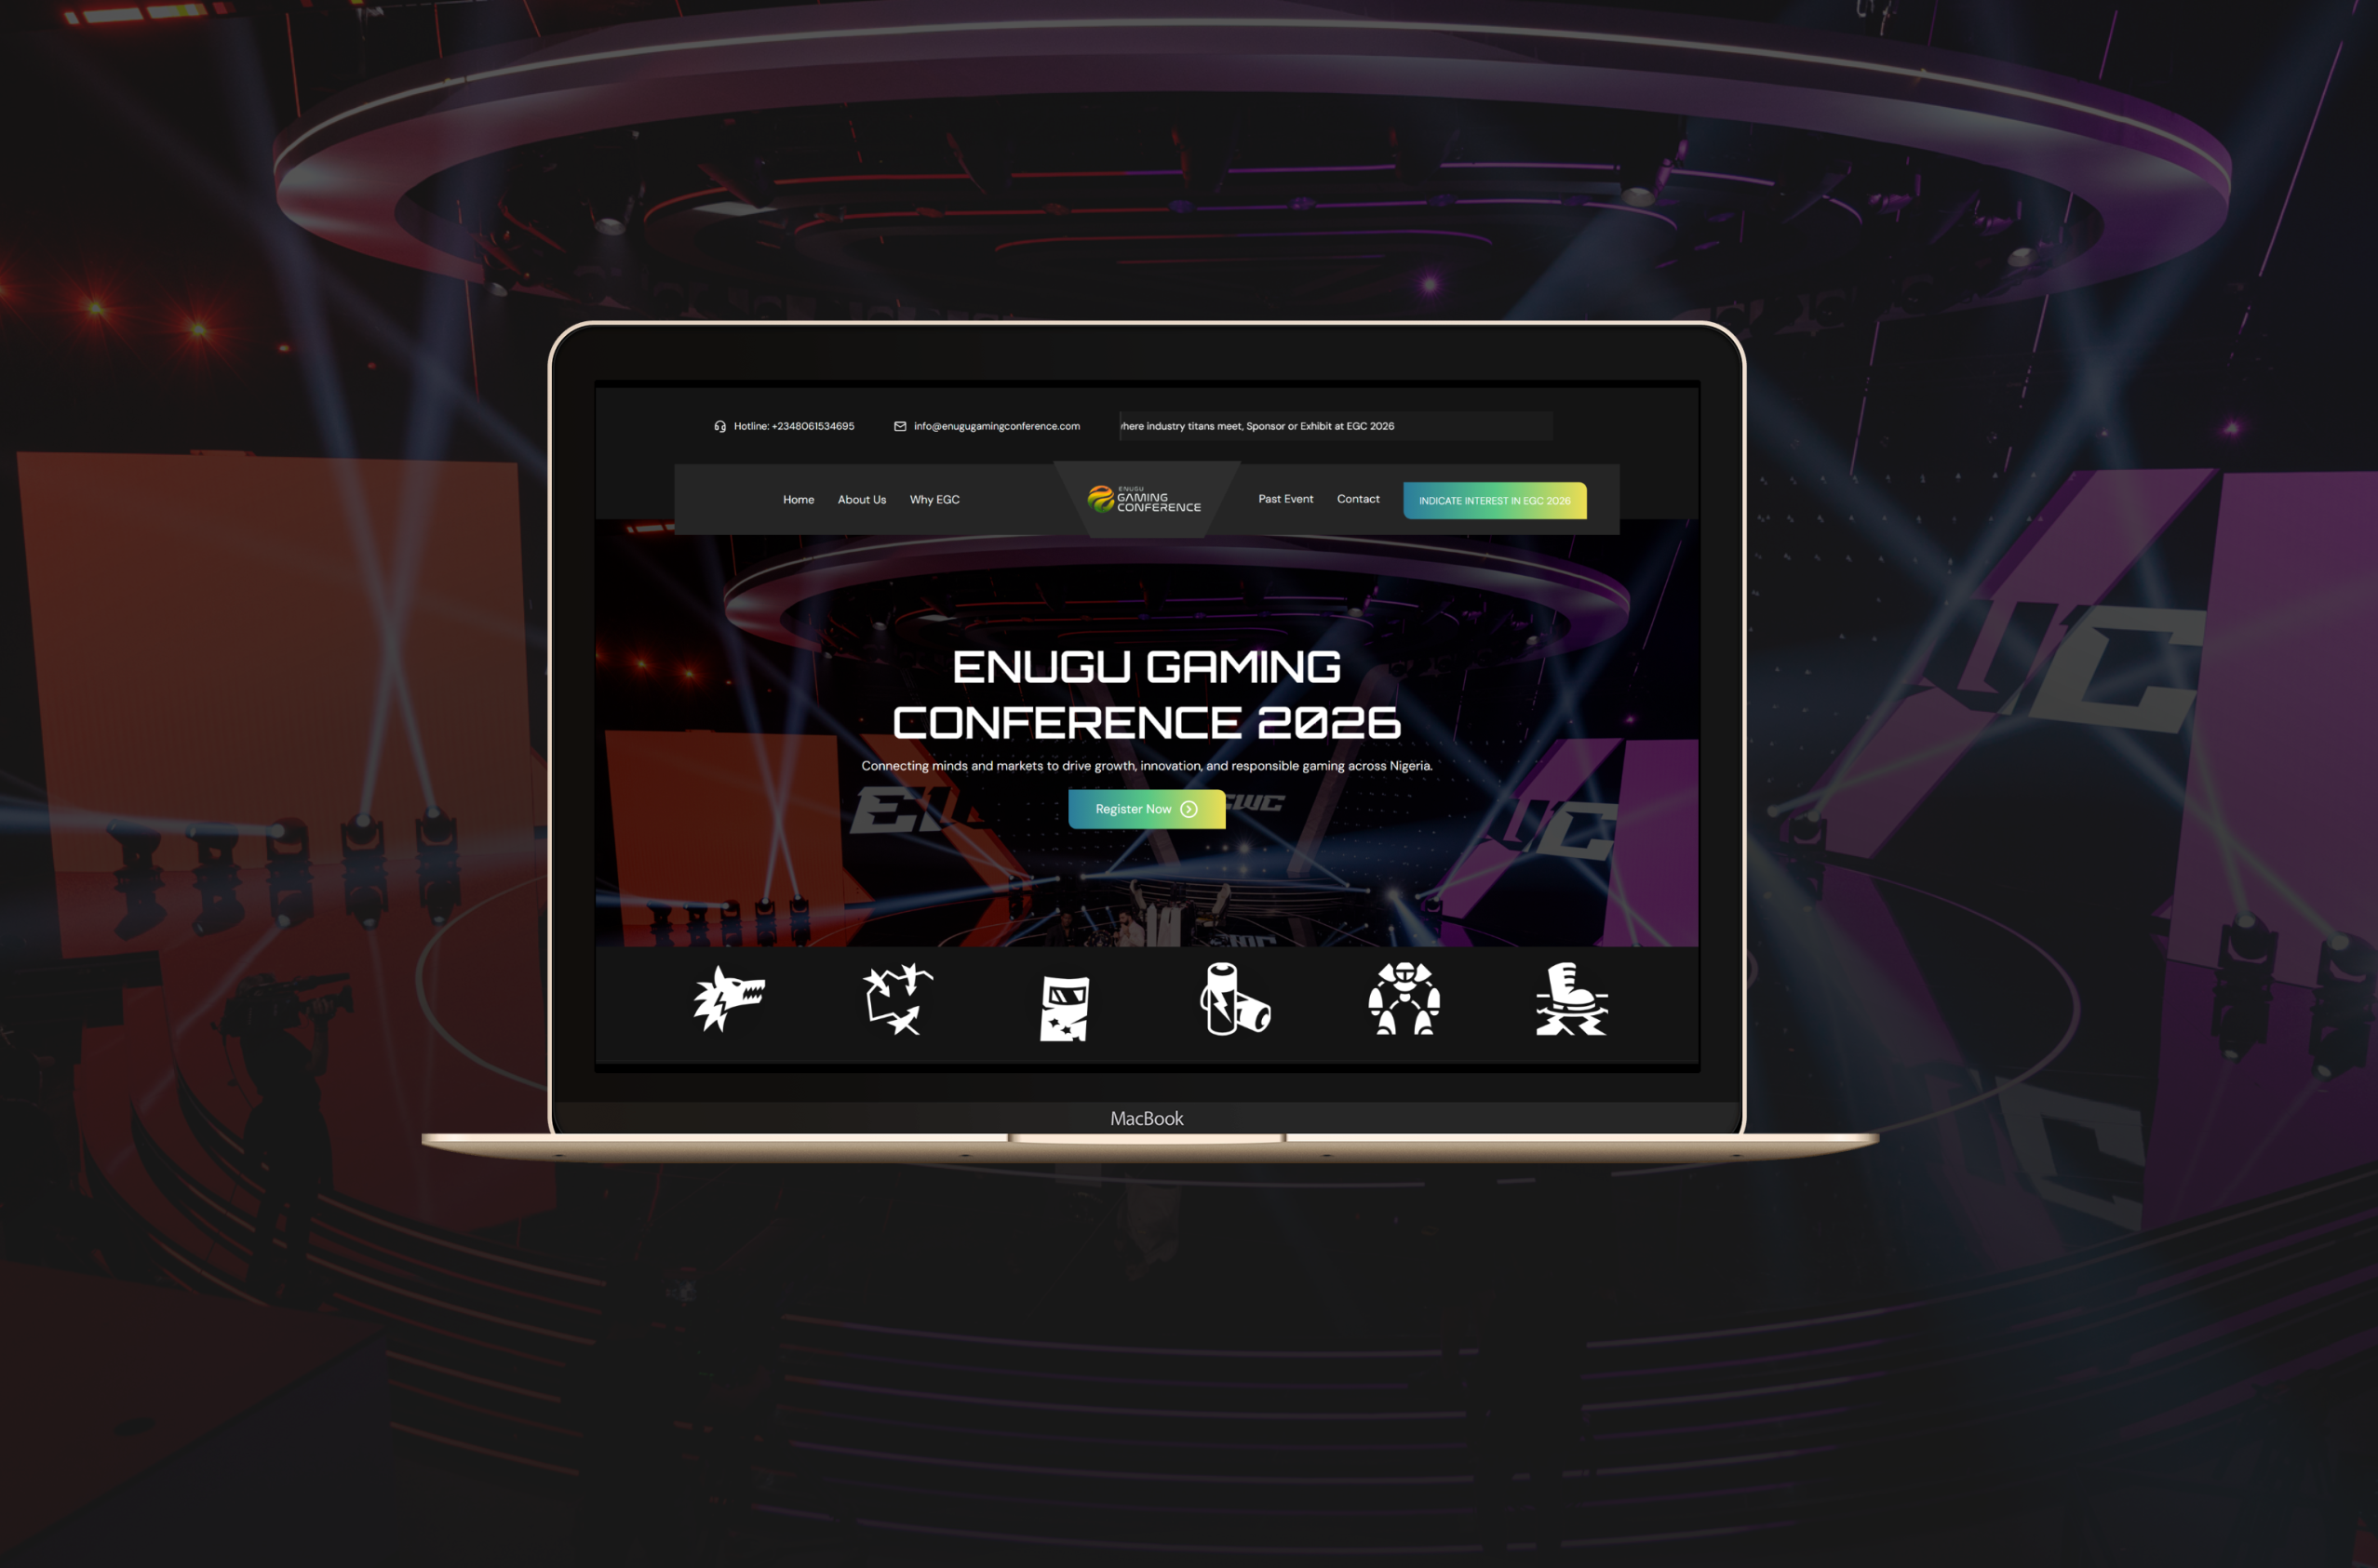 Hotline: +2348061534695
info@enugugamingconference.com
here industry titans meet, Sponsor or Exhibit at EGC 2026
Home
About Us
Why EGC
ENUGU
GAMING
CONFERENCE
Past Event
Contact
INDICATE INTEREST IN EGC 2026
ENUGU GAMING
CONFERENCE 2026
Connecting minds and markets to drive growth, innovation, and responsible gaming across Nigeria.
Register Now
MacBook